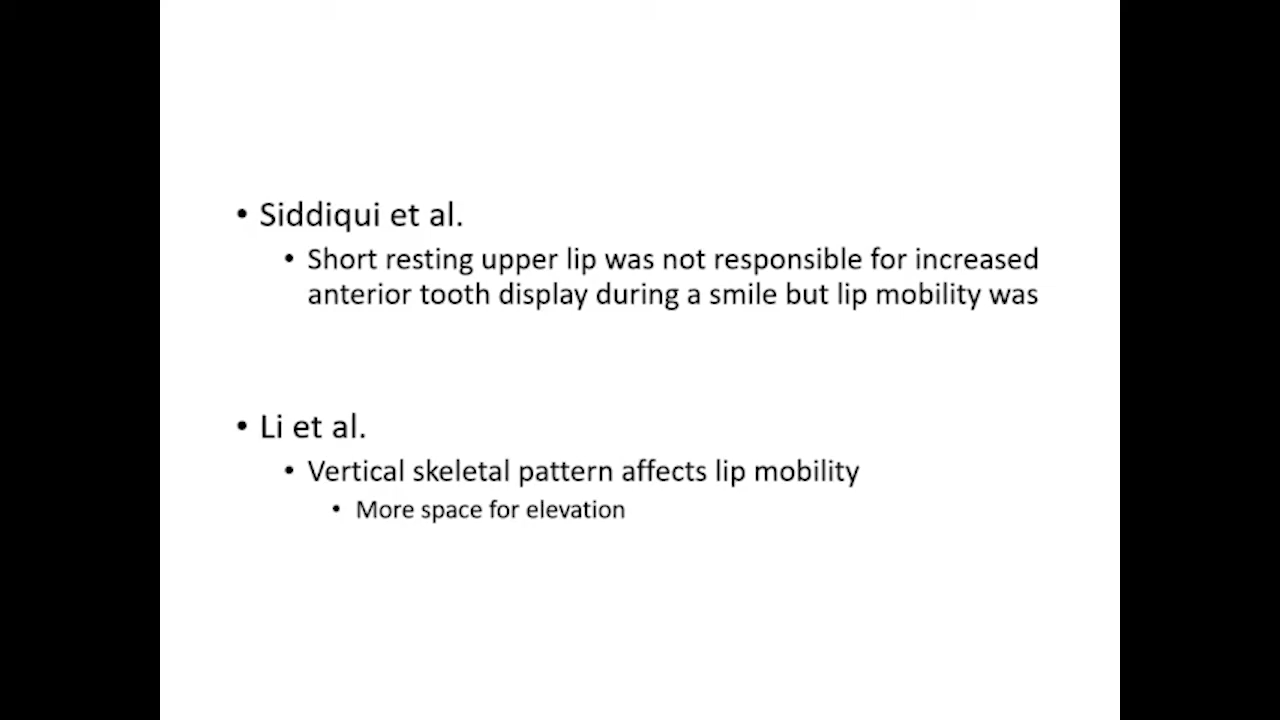 • Siddiqui et al.
• Short resting upper lip was not responsible for increased
anterior tooth display during a smile but lip mobility was
• Li et al.
• Vertical skeletal pattern affects lip mobility
• More space for elevation